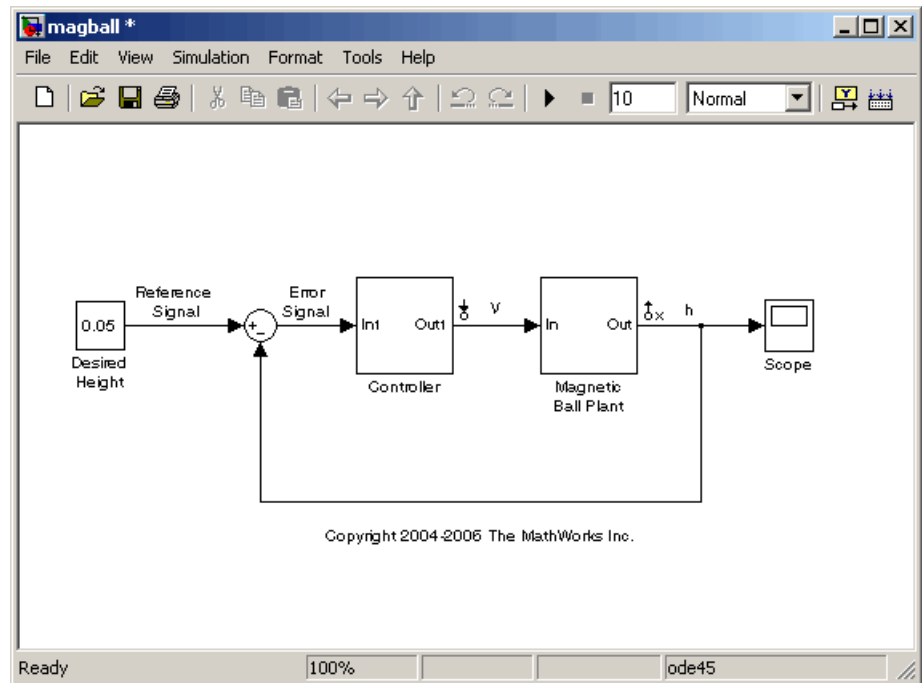 magball *
File Edit View Simulation Format Tools Help
10 Normal
Reference
Signal
Error
Signal
V
h
0.05
+
−
In1 Out1
In Out
Desired
Height
Controller
Magnetic
Ball Plant
Scope
x
Copyright 2004-2006 The MathWorks Inc.
Ready 100% ode45